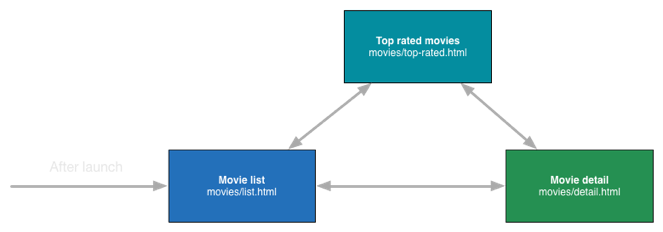 Top rated movies
movies/top-rated.html
After launch
Movie list
movies/list.html
Movie detail
movies/detail.html